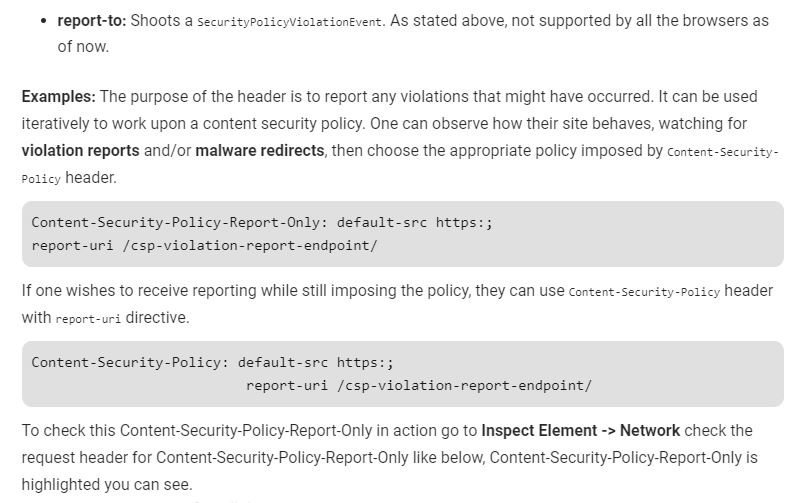 • report-to: Shoots a SecurityPolicyViolationEvent. As stated above, not supported by all the browsers as
of now.
Examples: The purpose of the header is to report any violations that might have occurred. It can be used
iteratively to work upon a content security policy. One can observe how their site behaves, watching for
violation reports and/or malware redirects, then choose the appropriate policy imposed by Content-Security-
Policy header.
Content-Security-Policy-Report-Only: default-src https:;
report-uri /csp-violation-report-endpoint/
If one wishes to receive reporting while still imposing the policy, they can use Content-Security-Policy header
with report-uri directive.
Content-Security-Policy: default-src https:;
report-uri /csp-violation-report-endpoint/
To check this Content-Security-Policy-Report-Only in action go to Inspect Element -> Network check the
request header for Content-Security-Policy-Report-Only like below, Content-Security-Policy-Report-Only is
highlighted you can see.